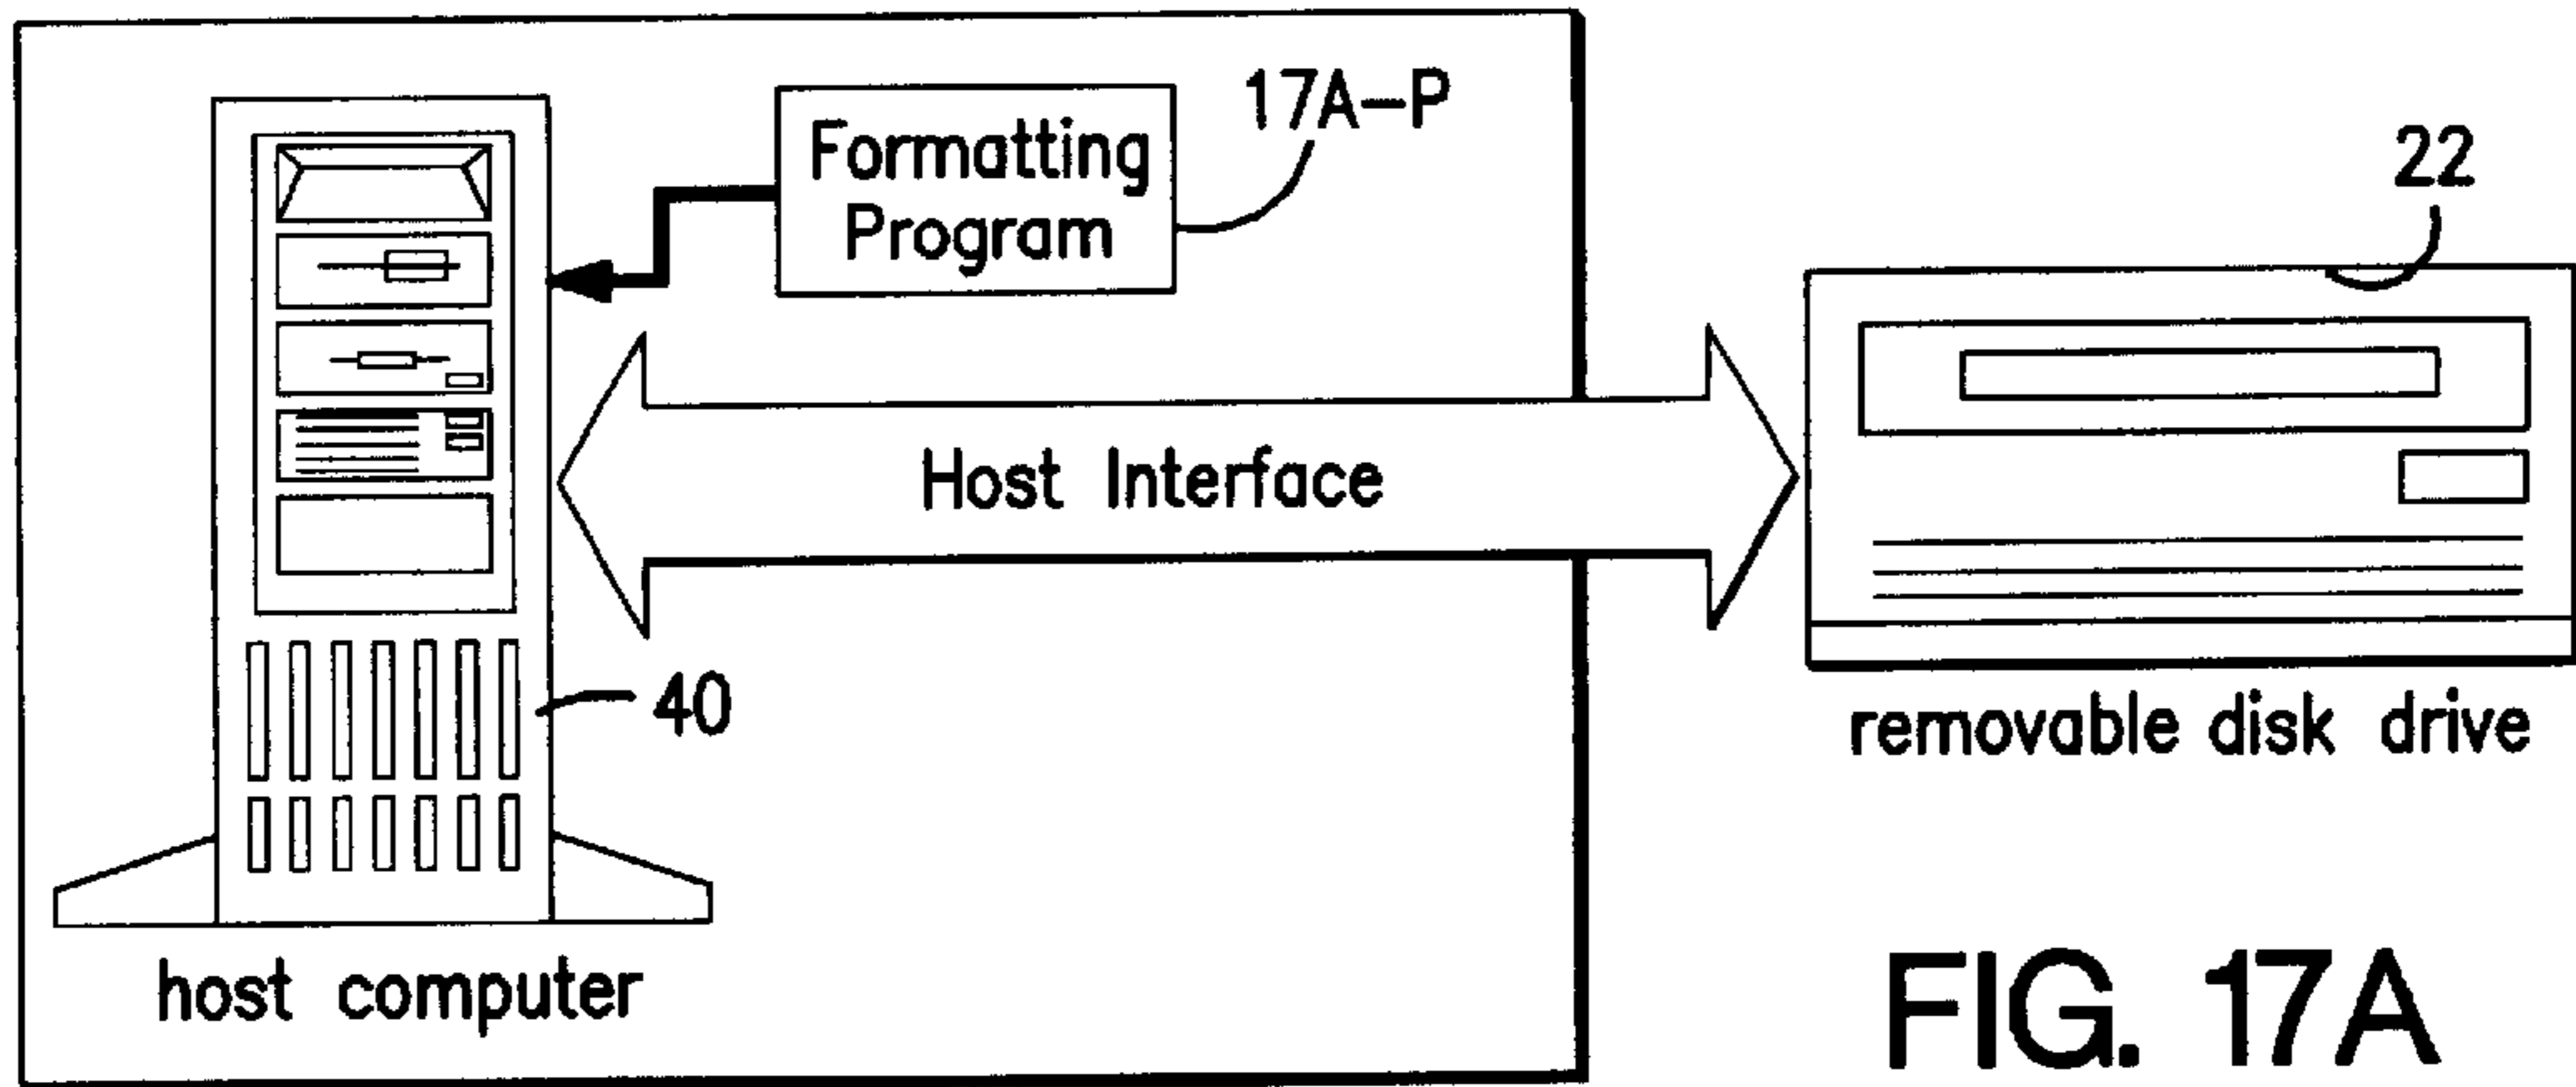 Formatting
Program
17A-P
22
Host Interface
40
removable disk drive
host computer
FIG. 17A